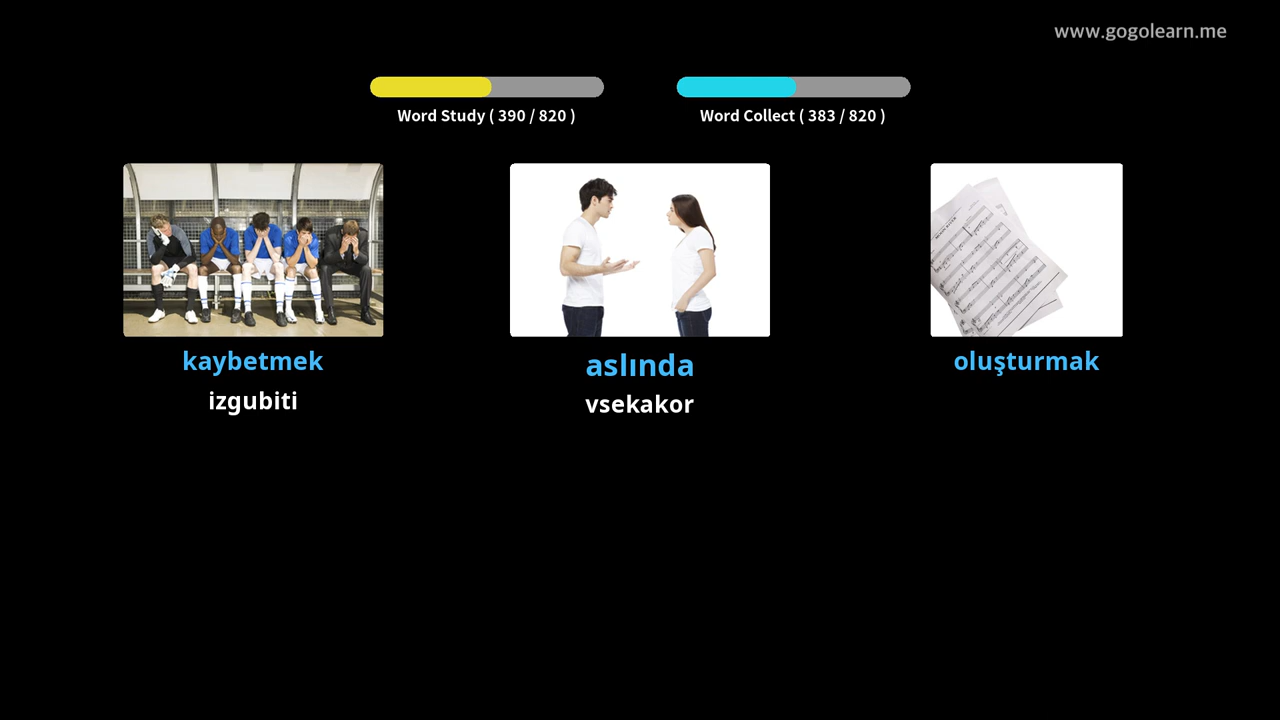 www.gogolearn.me
Word Study ( 390 / 820 )
Word Collect ( 383 / 820 )
kaybetmek
aslında
oluşturmak
izgubiti
vsekakor